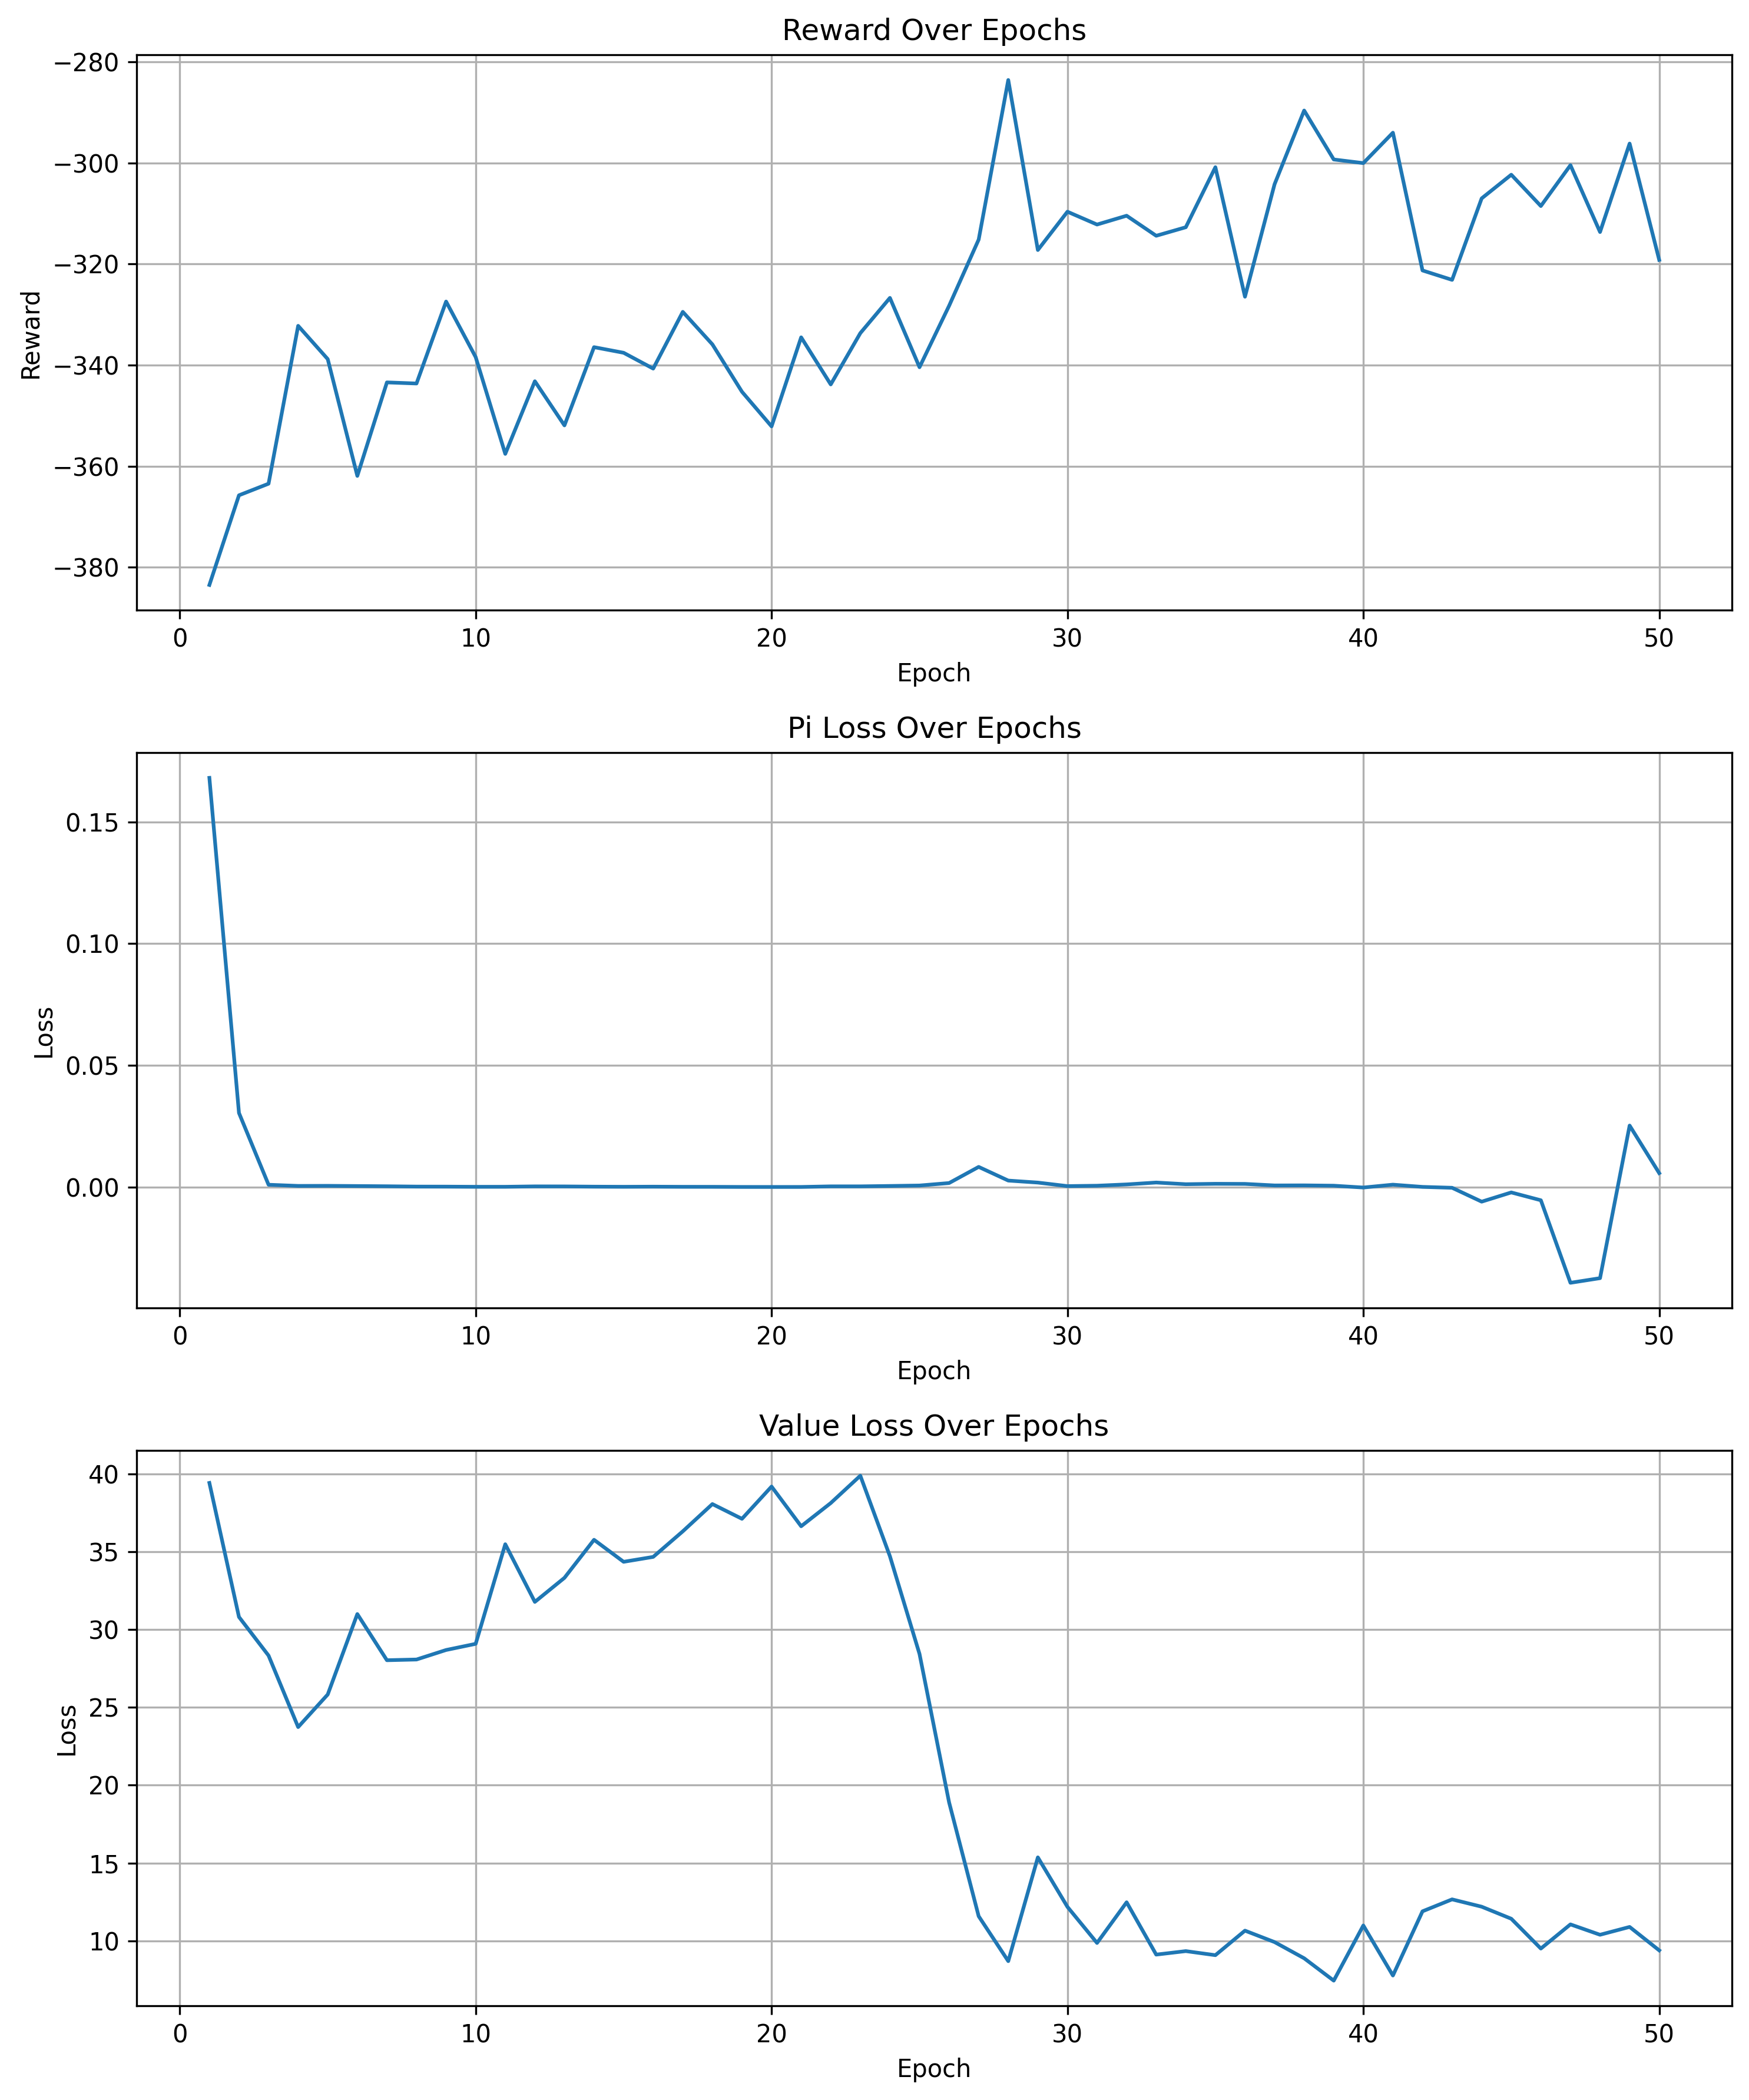 Reward Over Epochs
−280
−300
−320
−340
−360
−380
Reward
0 10 20 30 40 50
Epoch
Pi Loss Over Epochs
0.15
0.10
0.05
0.00
Loss
0 10 20 30 40 50
Epoch
Value Loss Over Epochs
40
35
30
25
20
15
10
Loss
0 10 20 30 40 50
Epoch